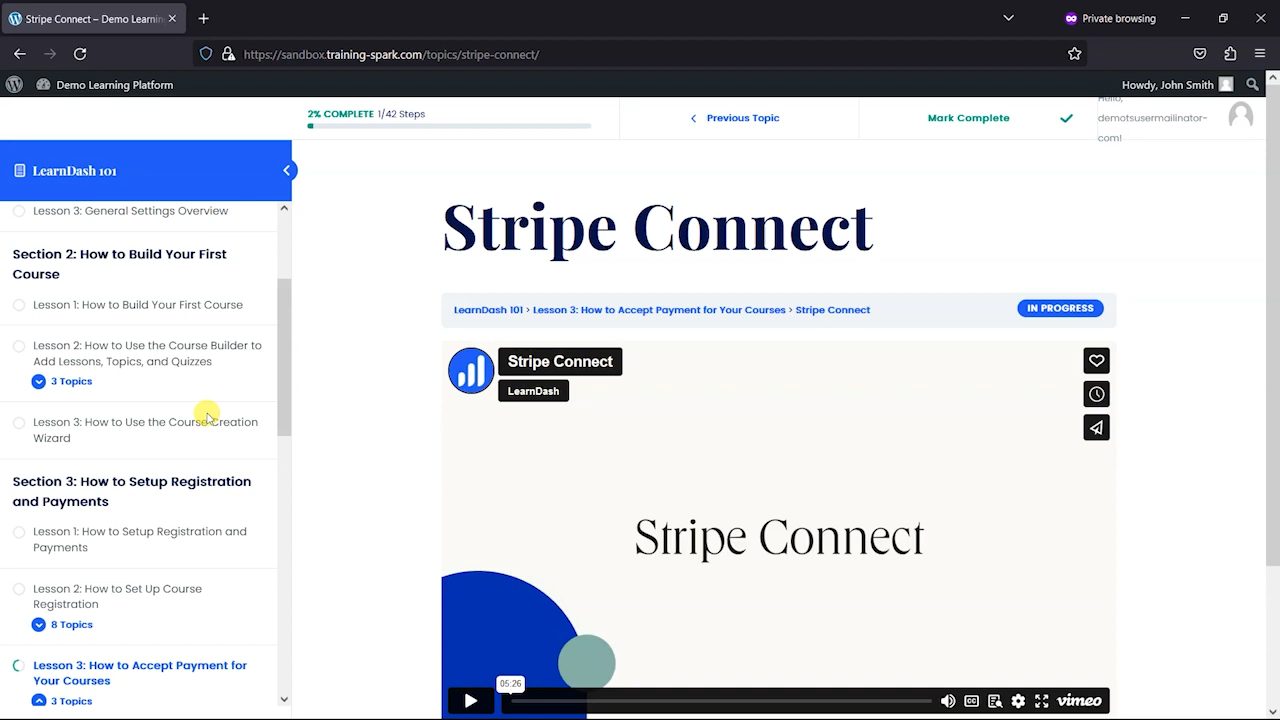 Stripe Connect – Demo Learnin
Private browsing
https://sandbox.training-spark.com/topics/stripe-connect/
Demo Learning Platform
Howdy, John Smith
2% COMPLETE 1/42 Steps
Previous Topic
Mark Complete
Hello,
demotsusermailinator-
com!
LearnDash 101
Lesson 3: General Settings Overview
Section 2: How to Build Your First
Course
Lesson 1: How to Build Your First Course
Lesson 2: How to Use the Course Builder to
Add Lessons, Topics, and Quizzes
3 Topics
Lesson 3: How to Use the Course Creation
Wizard
Section 3: How to Setup Registration
and Payments
Lesson 1: How to Setup Registration and
Payments
Lesson 2: How to Set Up Course
Registration
8 Topics
Lesson 3: How to Accept Payment for
Your Courses
3 Topics
Stripe Connect
LearnDash 101 > Lesson 3: How to Accept Payment for Your Courses > Stripe Connect
IN PROGRESS
Stripe Connect
LearnDash
Stripe Connect
05:26
CC
vimeo